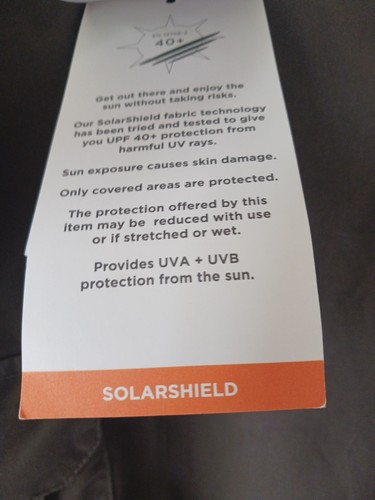 40+
Get out there and enjoy the
sun without taking risks.
Our SolarShield fabric technology
has been tried and tested to give
you UPF 40+ protection from
harmful UV rays.
Sun exposure causes skin damage.
Only covered areas are protected.
The protection offered by this
item may be reduced with use
or if stretched or wet.
Provides UVA + UVB
protection from the sun.
SOLARSHIELD